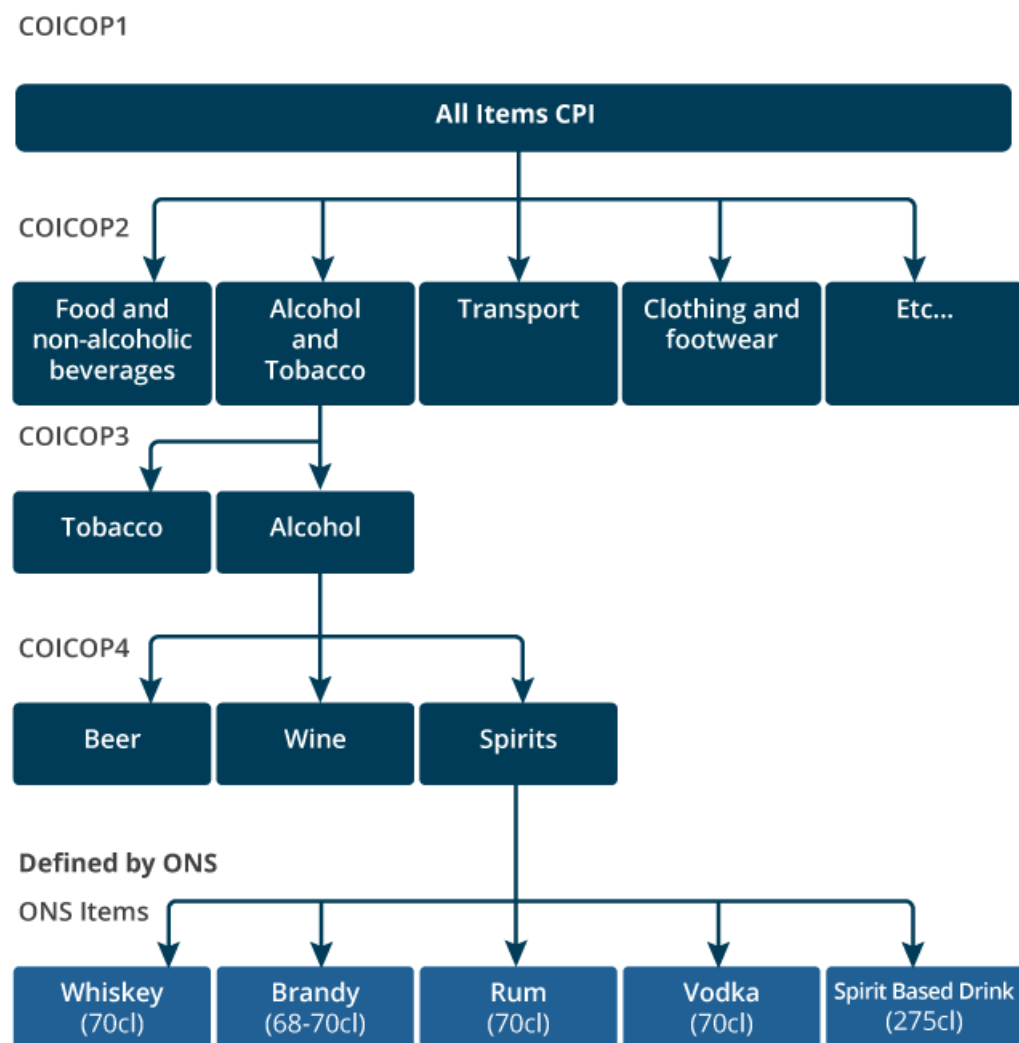 COICOP1
All Items CPI
COICOP2
Food and
non-alcoholic
beverages
Alcohol
and
Tobacco
Transport
Clothing and
footwear
Etc...
COICOP3
Tobacco
Alcohol
COICOP4
Beer
Wine
Spirits
Defined by ONS
ONS Items
Whiskey
(70cl)
Brandy
(68-70cl)
Rum
(70cl)
Vodka
(70cl)
Spirit Based Drink
(275cl)